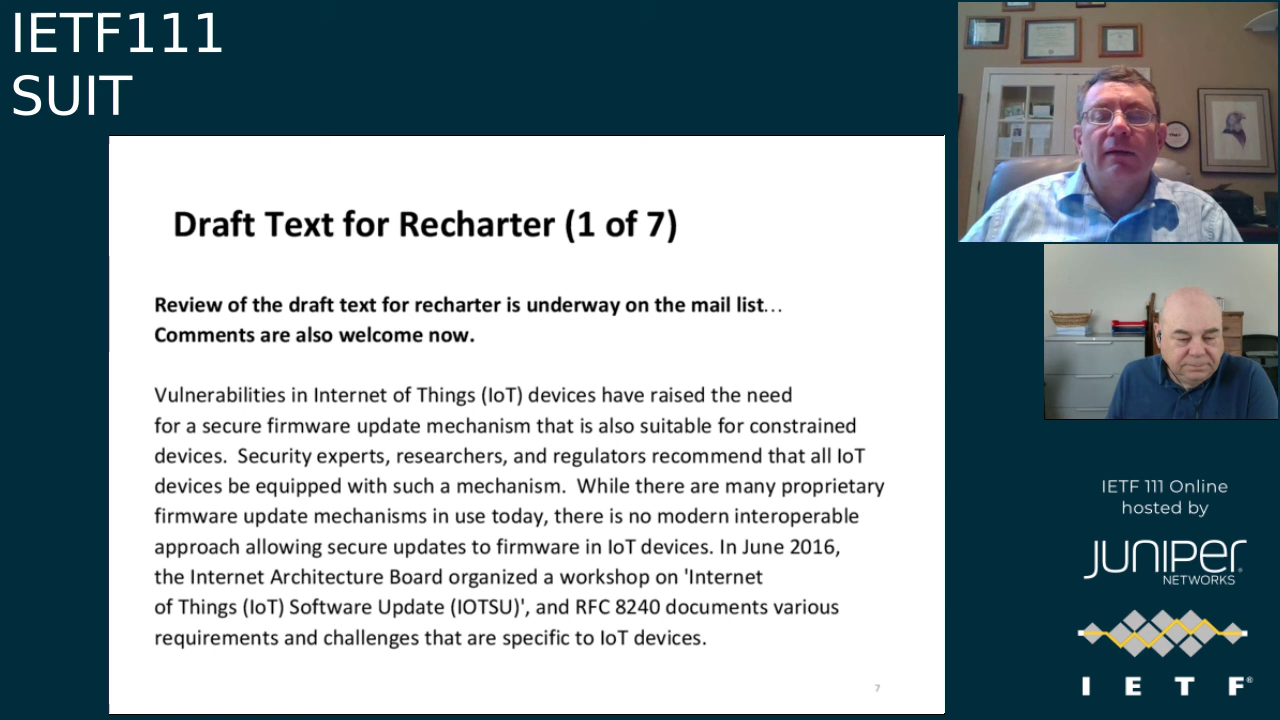 IETF111
SUIT
Draft Text for Recharter (1 of 7)
Review of the draft text for recharter is underway on the mail list…
Comments are also welcome now.
Vulnerabilities in Internet of Things (IoT) devices have raised the need
for a secure firmware update mechanism that is also suitable for constrained
devices.  Security experts, researchers, and regulators recommend that all IoT
devices be equipped with such a mechanism.  While there are many proprietary
firmware update mechanisms in use today, there is no modern interoperable
approach allowing secure updates to firmware in IoT devices. In June 2016,
the Internet Architecture Board organized a workshop on 'Internet
of Things (IoT) Software Update (IOTSU)', and RFC 8240 documents various
requirements and challenges that are specific to IoT devices.
7
IETF 111 Online
hosted by
JUNIPER
NETWORKS
I E T F®